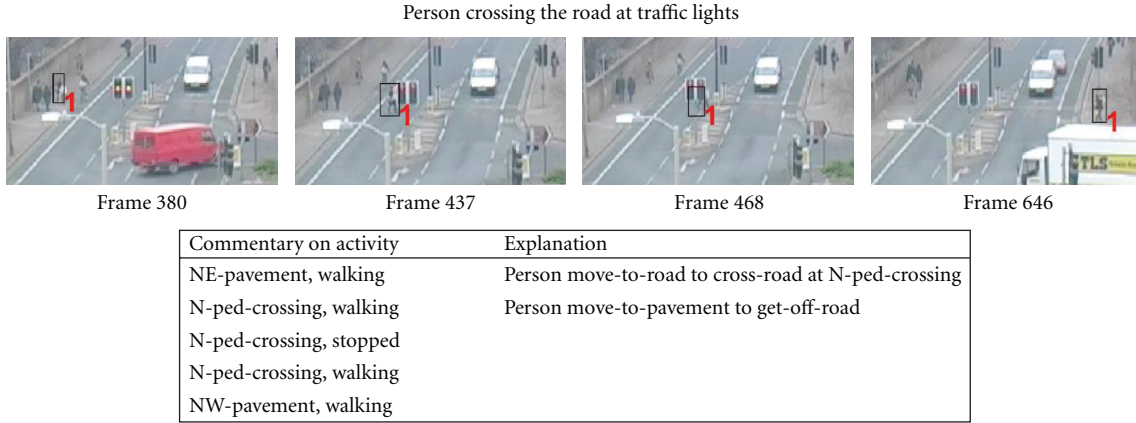 Person crossing the road at traffic lights
1
1
1
1
TLS
Frame 380
Frame 437
Frame 468
Frame 646
Commentary on activity Explanation
NE-pavement, walking Person move-to-road to cross-road at N-ped-crossing
N-ped-crossing, walking Person move-to-pavement to get-off-road
N-ped-crossing, stopped
N-ped-crossing, walking
NW-pavement, walking